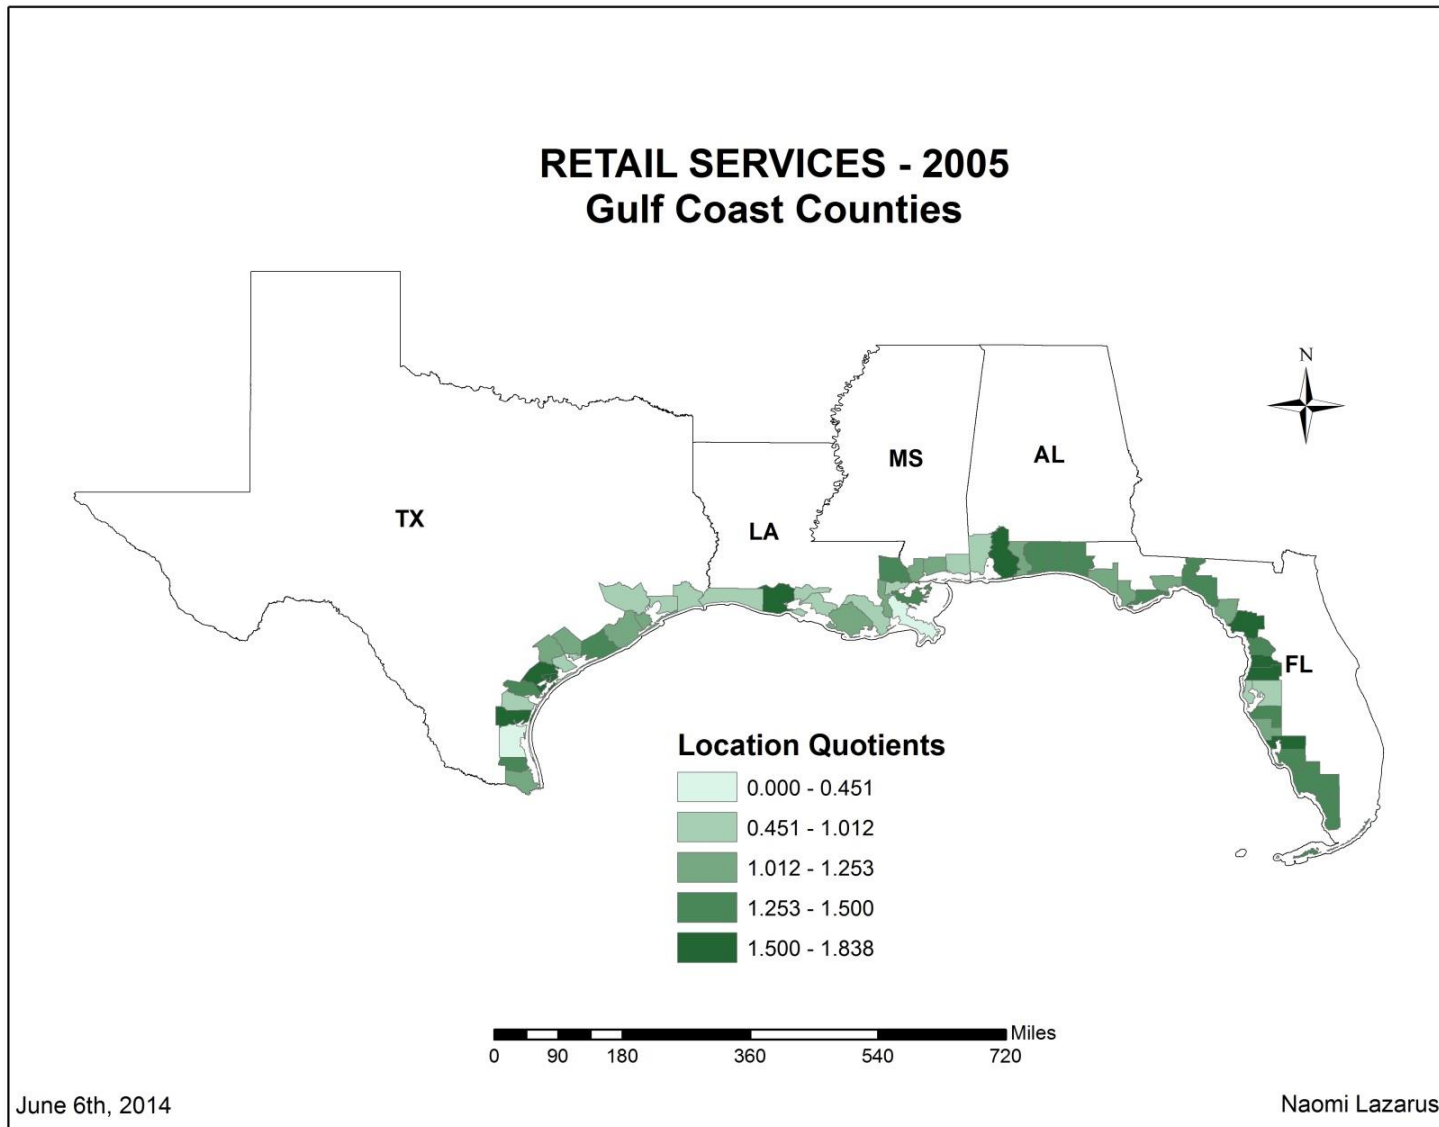 RETAIL SERVICES - 2005
Gulf Coast Counties
N
MS
AL
TX
LA
FL
Location Quotients
0.000 - 0.451
0.451 - 1.012
1.012 - 1.253
1.253 - 1.500
1.500 - 1.838
Miles
0 90 180 360 540 720
June 6th, 2014
Naomi Lazarus